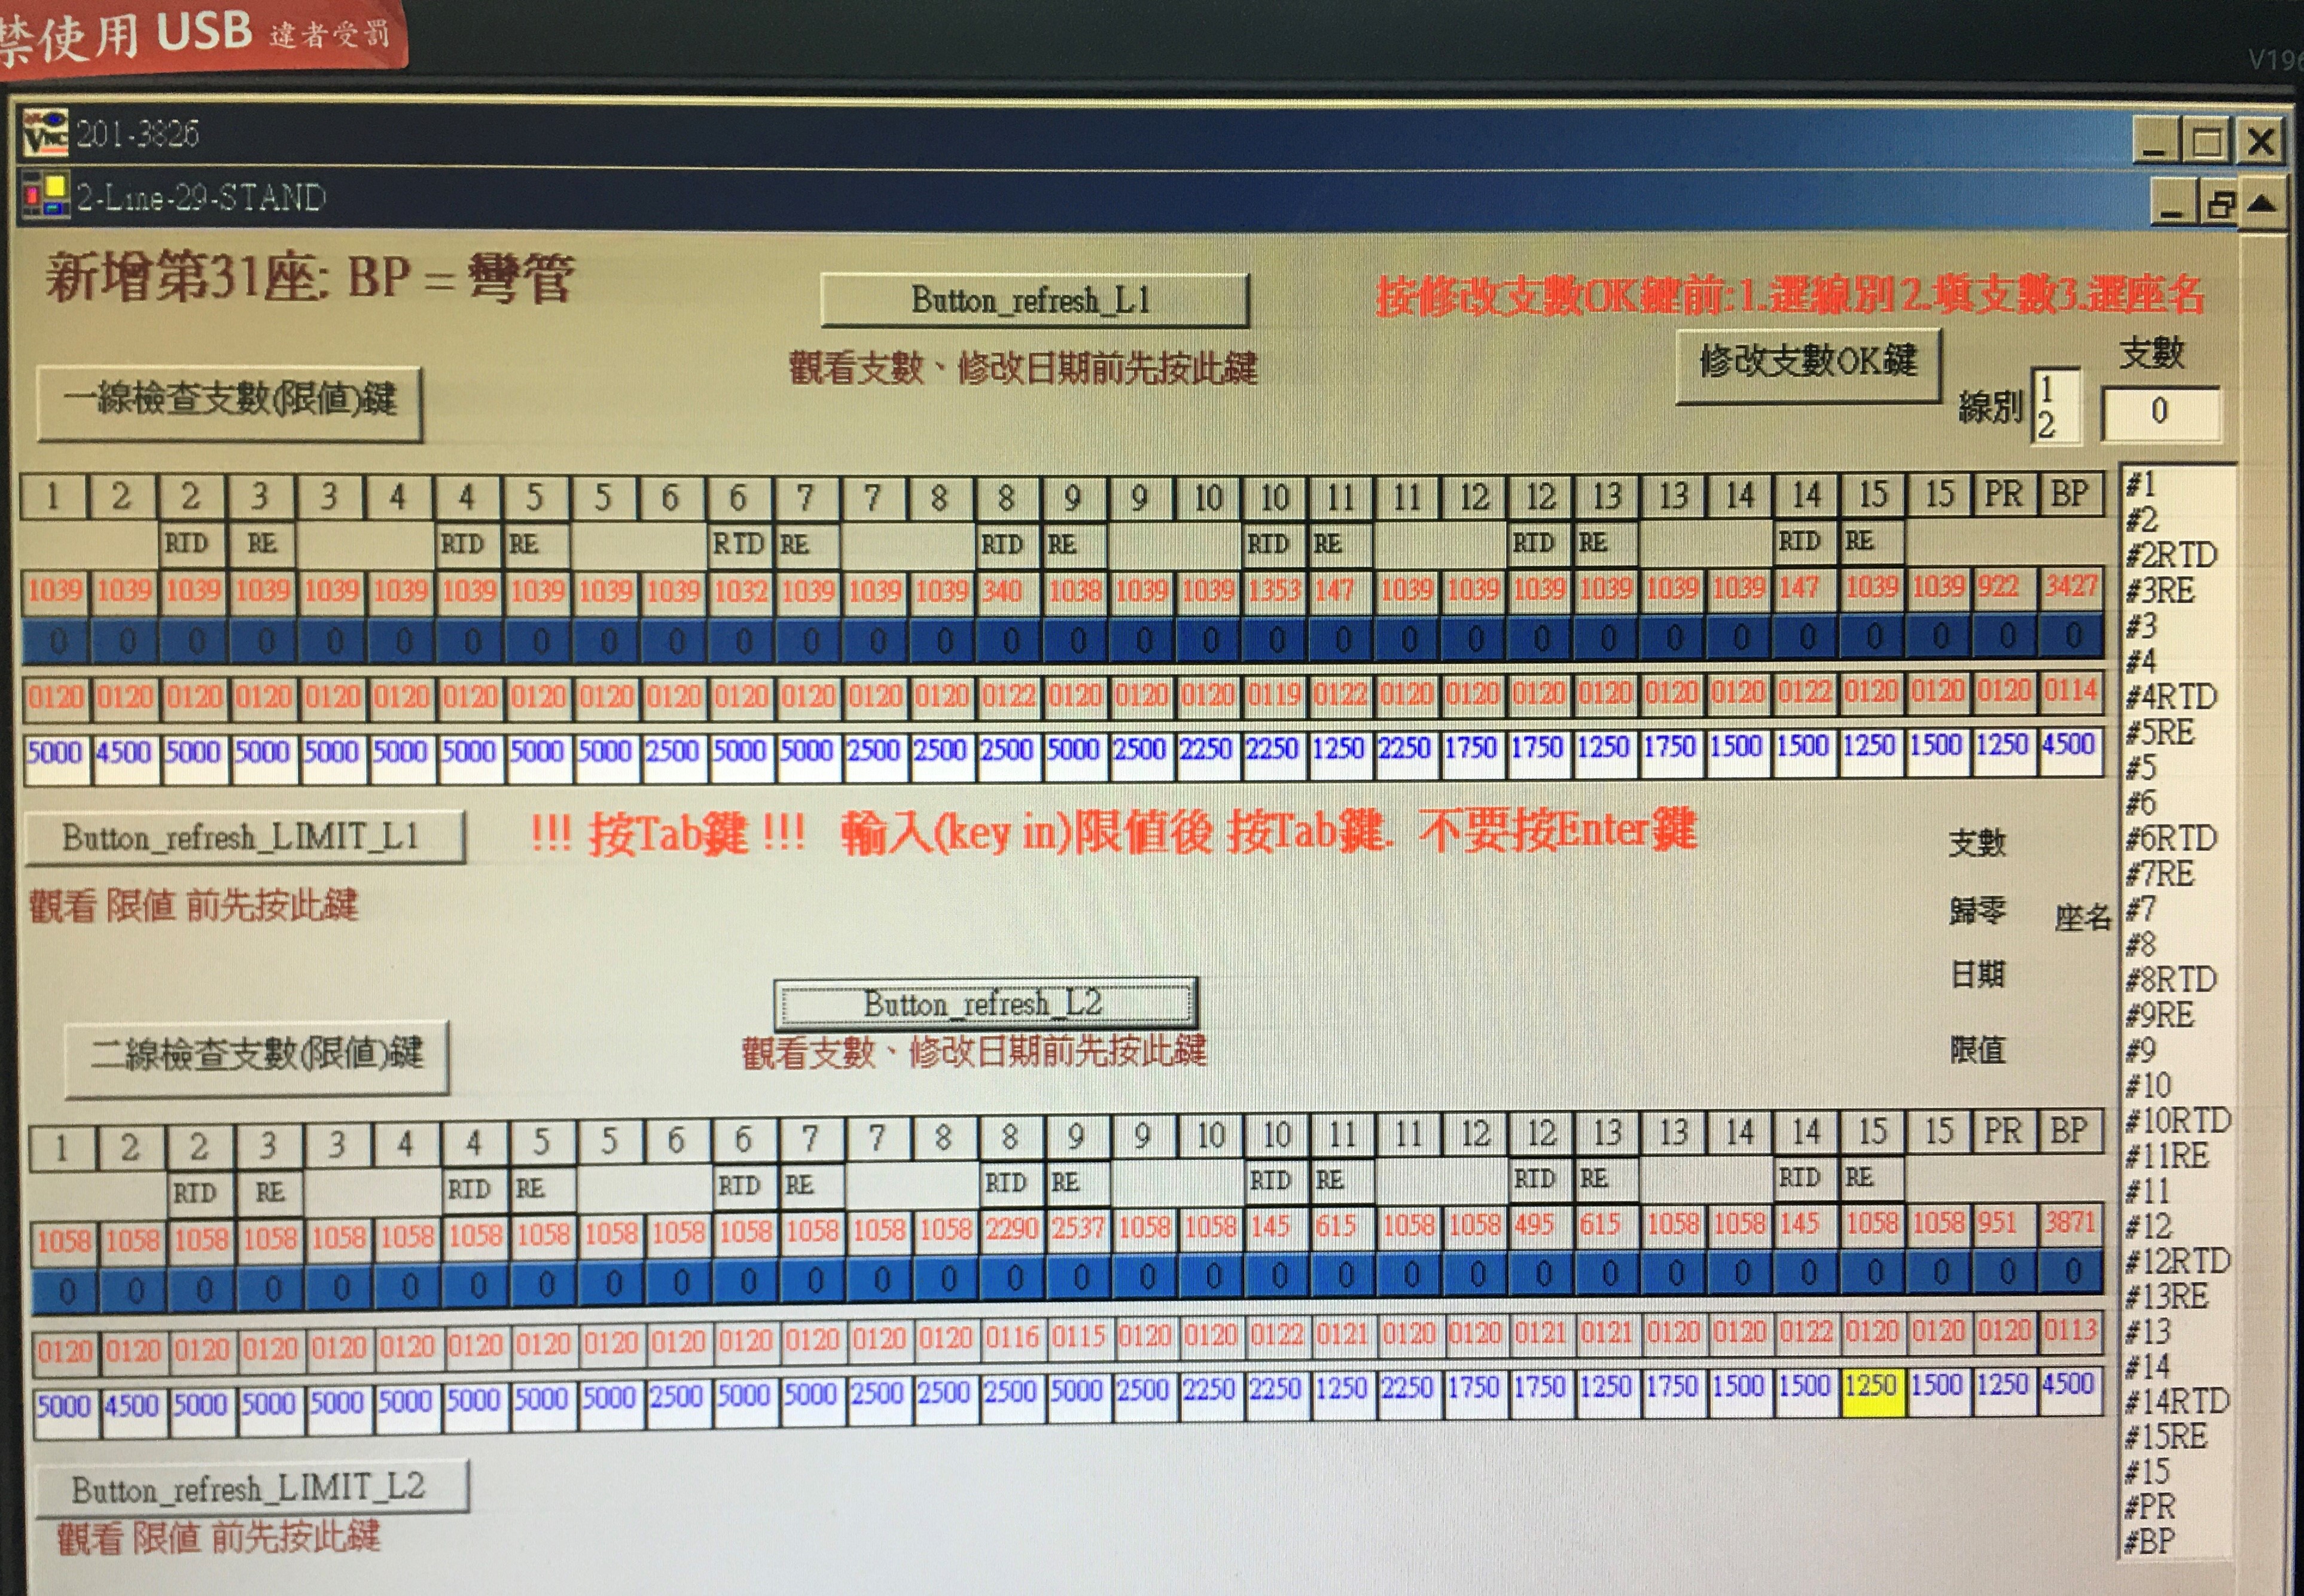 禁使用 USB 違者受罰
V196
201-3826
2-Line-29-STAND
新增第31座: BP = 彎管
Button_refresh_L1
按修改支數OK鍵前:1.選線別2.填支數3.選座名
觀看支數、修改日期前先按此鍵
修改支數OK鍵
支數
一線檢查支數(限值)鍵
線別
1
2
0
1 2 2 3 3 4 4 5 5 6 6 7 7 8 8 9 9 10 10 11 11 12 12 13 13 14 14 15 15 PR BP
RTD RE RTD RE RTD RE RTD RE RTD RE RTD RE RTD RE
1039 1039 1039 1039 1039 1039 1039 1039 1039 1039 1032 1039 1039 1039 340 1038 1039 1039 1353 147 1039 1039 1039 1039 1039 1039 147 1039 1039 922 3427
0 0 0 0 0 0 0 0 0 0 0 0 0 0 0 0 0 0 0 0 0 0 0 0 0 0 0 0 0 0 0
0120 0120 0120 0120 0120 0120 0120 0120 0120 0120 0120 0120 0120 0120 0122 0120 0120 0120 0119 0122 0120 0120 0120 0120 0120 0120 0122 0120 0120 0120 0114
5000 4500 5000 5000 5000 5000 5000 5000 5000 2500 5000 5000 2500 2500 2500 5000 2500 2250 2250 1250 2250 1750 1750 1250 1750 1500 1500 1250 1500 1250 4500
Button_refresh_LIMIT_L1
!!! 按Tab鍵 !!! 輸入(key in)限值後 按Tab鍵. 不要按Enter鍵
觀看 限值 前先按此鍵
支數
歸零
日期
限值
座名
Button_refresh_L2
觀看支數、修改日期前先按此鍵
二線檢查支數(限值)鍵
1 2 2 3 3 4 4 5 5 6 6 7 7 8 8 9 9 10 10 11 11 12 12 13 13 14 14 15 15 PR BP
RTD RE RTD RE RTD RE RTD RE RTD RE RTD RE RTD RE
1058 1058 1058 1058 1058 1058 1058 1058 1058 1058 1058 1058 1058 1058 2290 2537 1058 1058 145 615 1058 1058 495 615 1058 1058 145 1058 1058 951 3871
0 0 0 0 0 0 0 0 0 0 0 0 0 0 0 0 0 0 0 0 0 0 0 0 0 0 0 0 0 0 0
0120 0120 0120 0120 0120 0120 0120 0120 0120 0120 0120 0120 0120 0120 0116 0115 0120 0120 0122 0121 0120 0120 0121 0121 0120 0120 0122 0120 0120 0120 0113
5000 4500 5000 5000 5000 5000 5000 5000 5000 2500 5000 5000 2500 2500 2500 5000 2500 2250 2250 1250 2250 1750 1750 1250 1750 1500 1500 1250 1500 1250 4500
Button_refresh_LIMIT_L2
觀看 限值 前先按此鍵
#1
#2
#2RTD
#3RE
#3
#4
#4RTD
#5RE
#5
#6
#6RTD
#7RE
#7
#8
#8RTD
#9RE
#9
#10
#10RTD
#11RE
#11
#12
#12RTD
#13RE
#13
#14
#14RTD
#15RE
#15
#PR
#BP